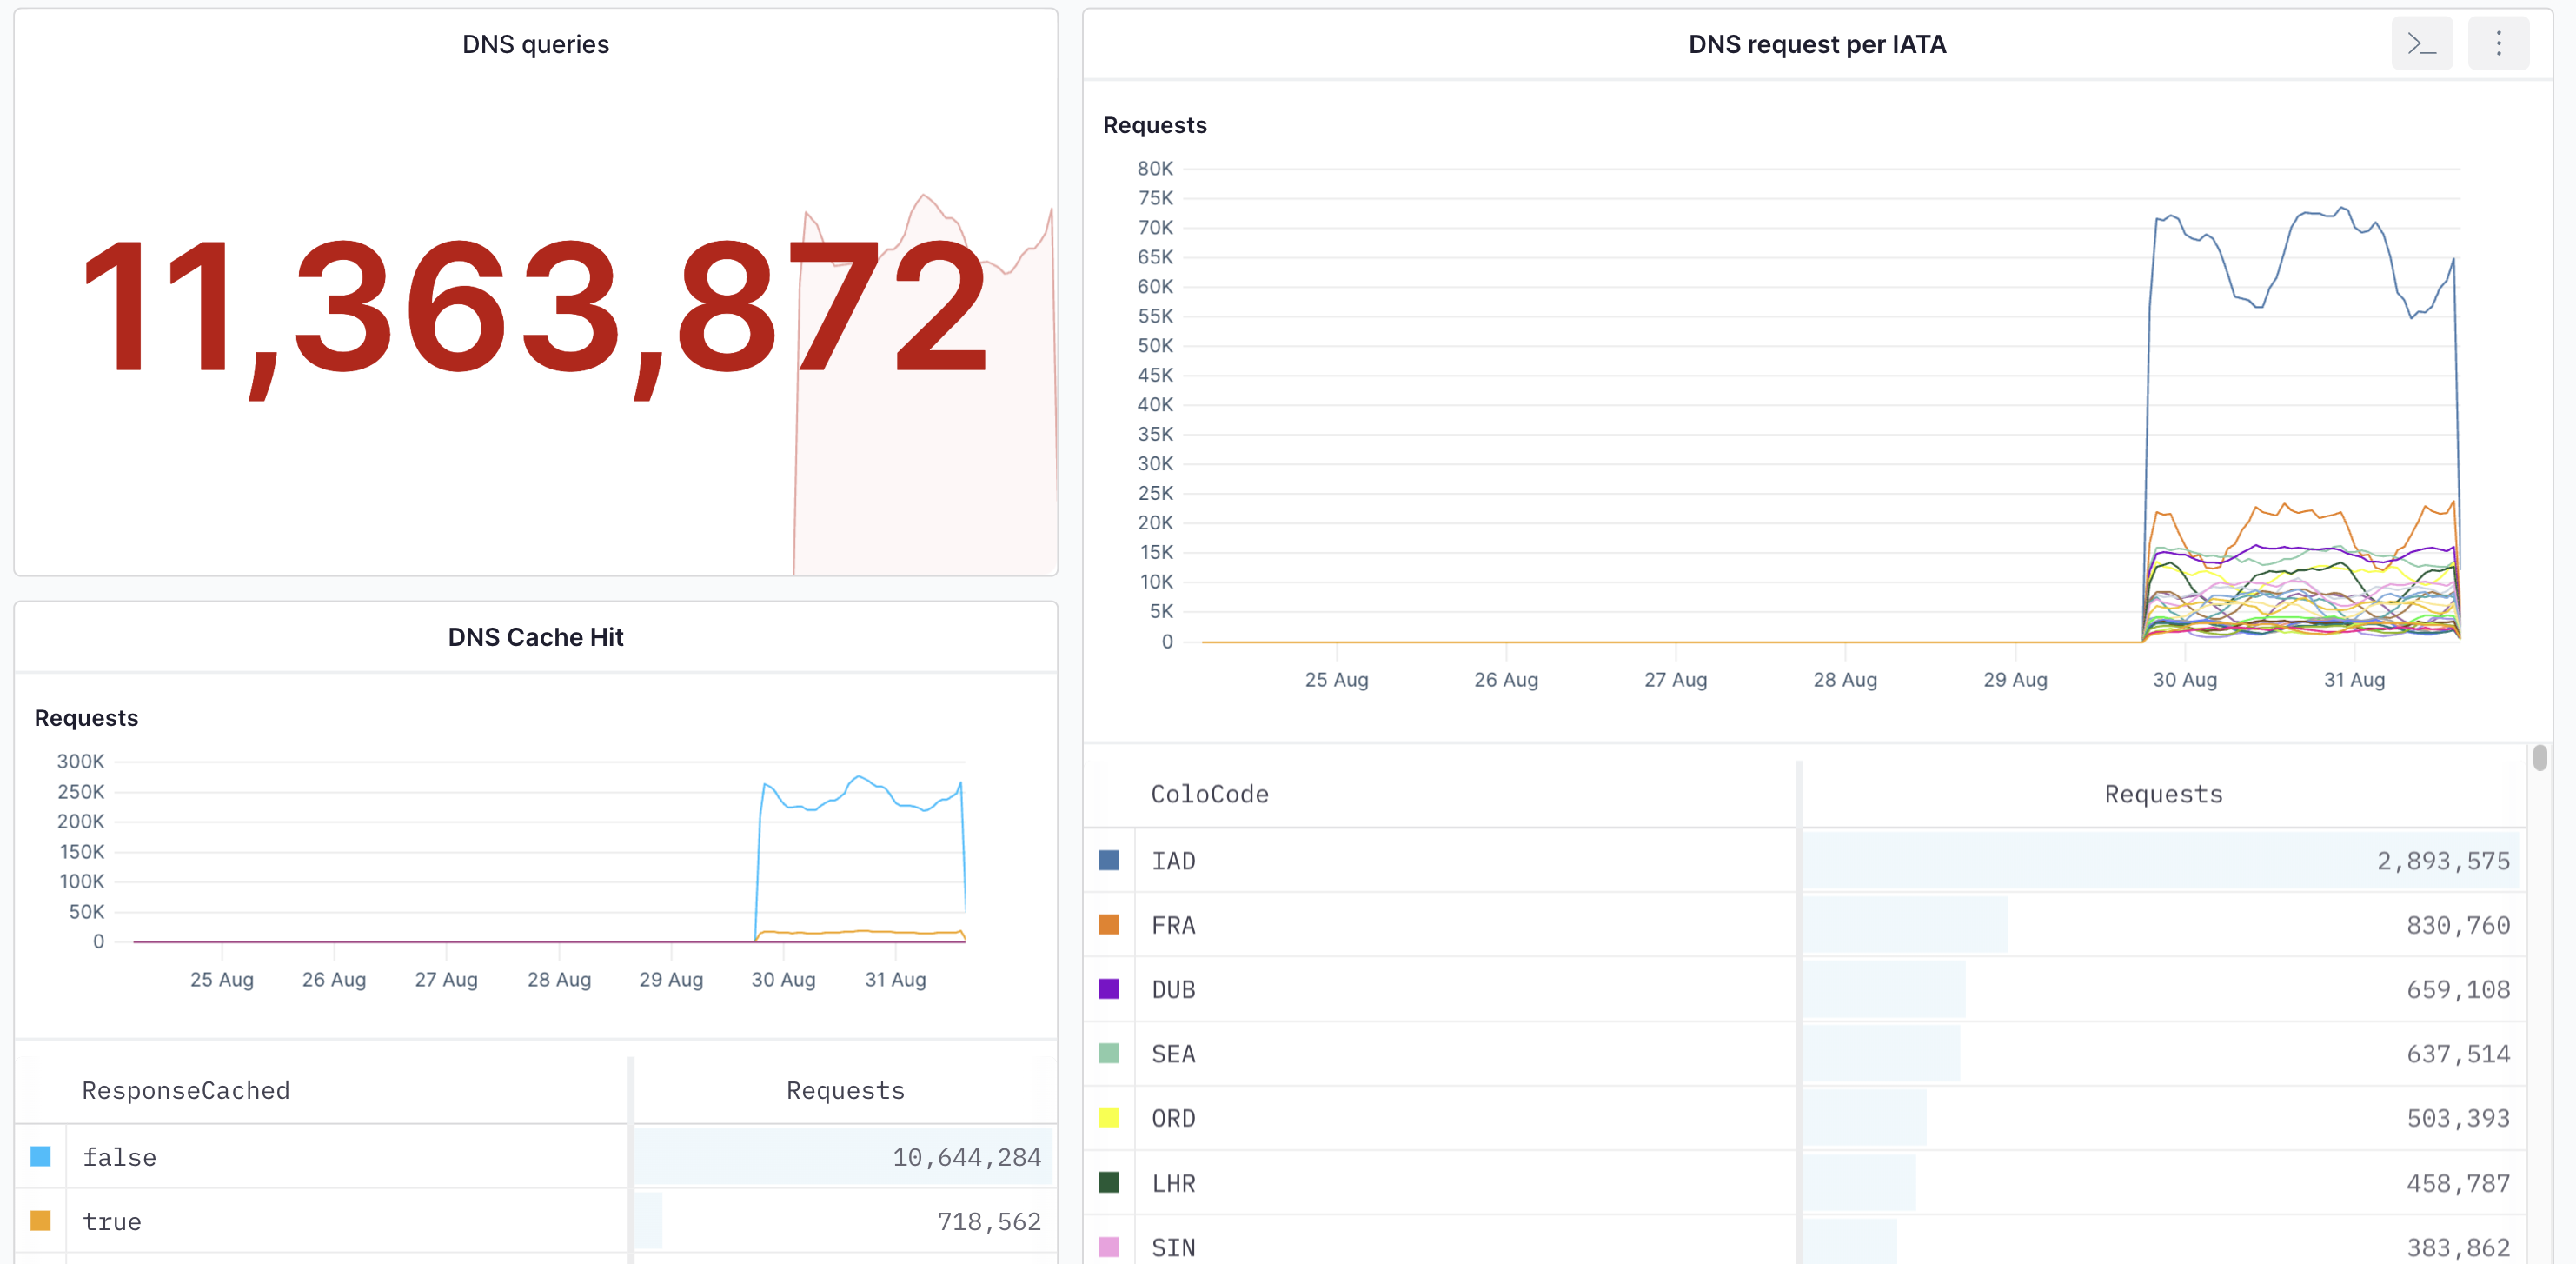 DNS queries
11,363,872
DNS Cache Hit
Requests
300K
250K
200K
150K
100K
50K
0
25 Aug 26 Aug 27 Aug 28 Aug 29 Aug 30 Aug 31 Aug
ResponseCached Requests
false 10,644,284
true 718,562
DNS request per IATA
>_
Requests
80K
75K
70K
65K
60K
55K
50K
45K
40K
35K
30K
25K
20K
15K
10K
5K
0
25 Aug 26 Aug 27 Aug 28 Aug 29 Aug 30 Aug 31 Aug
ColoCode Requests
IAD 2,893,575
FRA 830,760
DUB 659,108
SEA 637,514
ORD 503,393
LHR 458,787
SIN 383,862